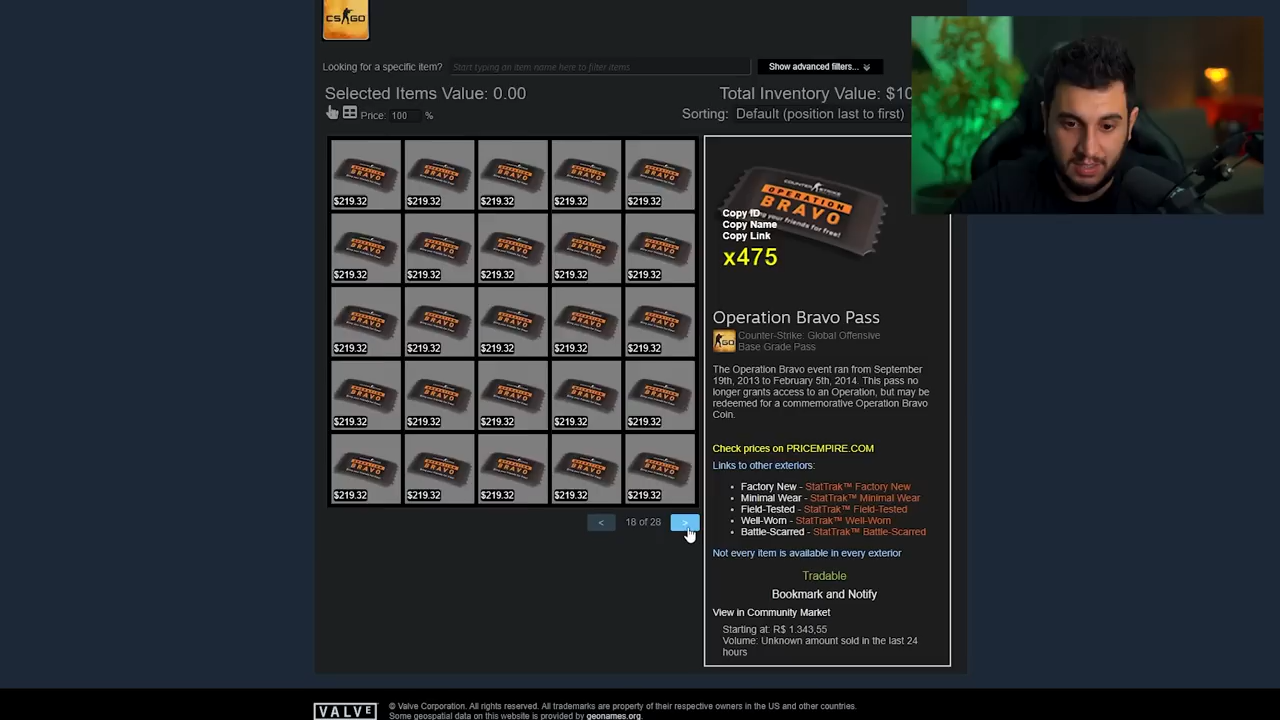 CS GO
Looking for a specific item? Start typing an item name here to filter items Show advanced filters...
Selected Items Value: 0.00 Total Inventory Value: $10
Price: 100 % Sorting: Default (position last to first)
$219.32 $219.32 $219.32 $219.32 $219.32
$219.32 $219.32 $219.32 $219.32 $219.32
$219.32 $219.32 $219.32 $219.32 $219.32
$219.32 $219.32 $219.32 $219.32 $219.32
$219.32 $219.32 $219.32 $219.32 $219.32
< 18 of 28 >
COUNTER STRIKE
OPERATION
BRAVO
your friends for free!
Copy ID
Copy Name
Copy Link
x475
Operation Bravo Pass
Counter-Strike: Global Offensive
Base Grade Pass
The Operation Bravo event ran from September
19th, 2013 to February 5th, 2014. This pass no
longer grants access to an Operation, but may be
redeemed for a commemorative Operation Bravo
Coin.
Check prices on PRICEMPIRE.COM
Links to other exteriors:
Factory New - StatTrak™ Factory New
Minimal Wear - StatTrak™ Minimal Wear
Field-Tested - StatTrak™ Field-Tested
Well-Worn - StatTrak™ Well-Worn
Battle-Scarred - StatTrak™ Battle-Scarred
Not every item is available in every exterior
Tradable
Bookmark and Notify
View in Community Market
Starting at: R$ 1.343,55
Volume: Unknown amount sold in the last 24
hours
VALVE
© Valve Corporation. All rights reserved. All trademarks are property of their respective owners in the US and other countries.
Some geospatial data on this website is provided by geonames.org.